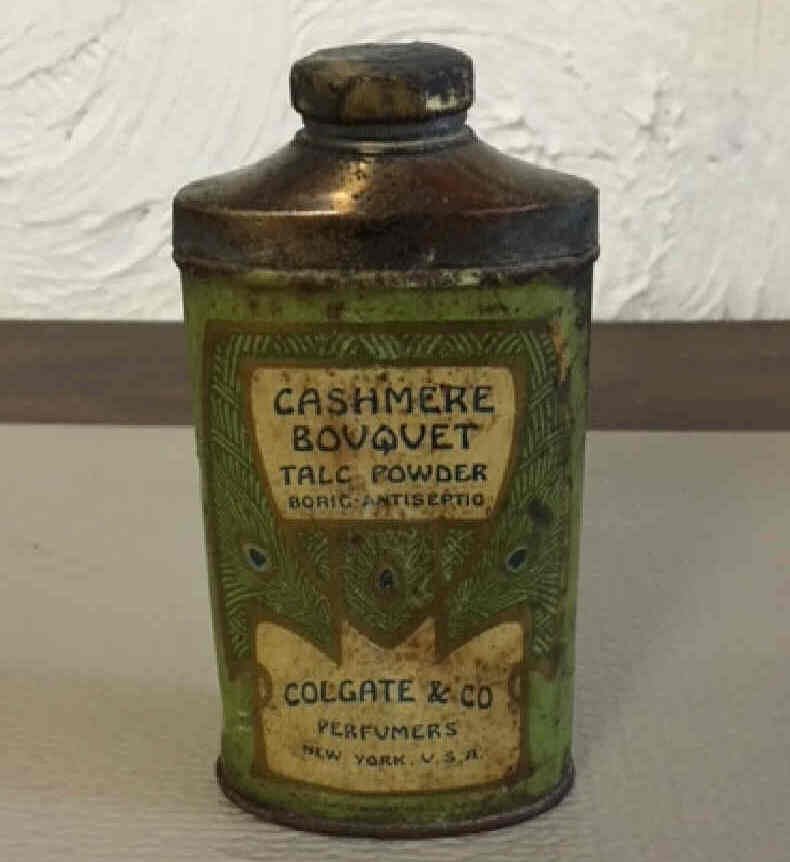 CASHMERE
BOUQUET
TALC POWDER
BORIC-ANTISEPTIC
COLGATE & CO
PERFUMERS
NEW YORK. U.S.A.